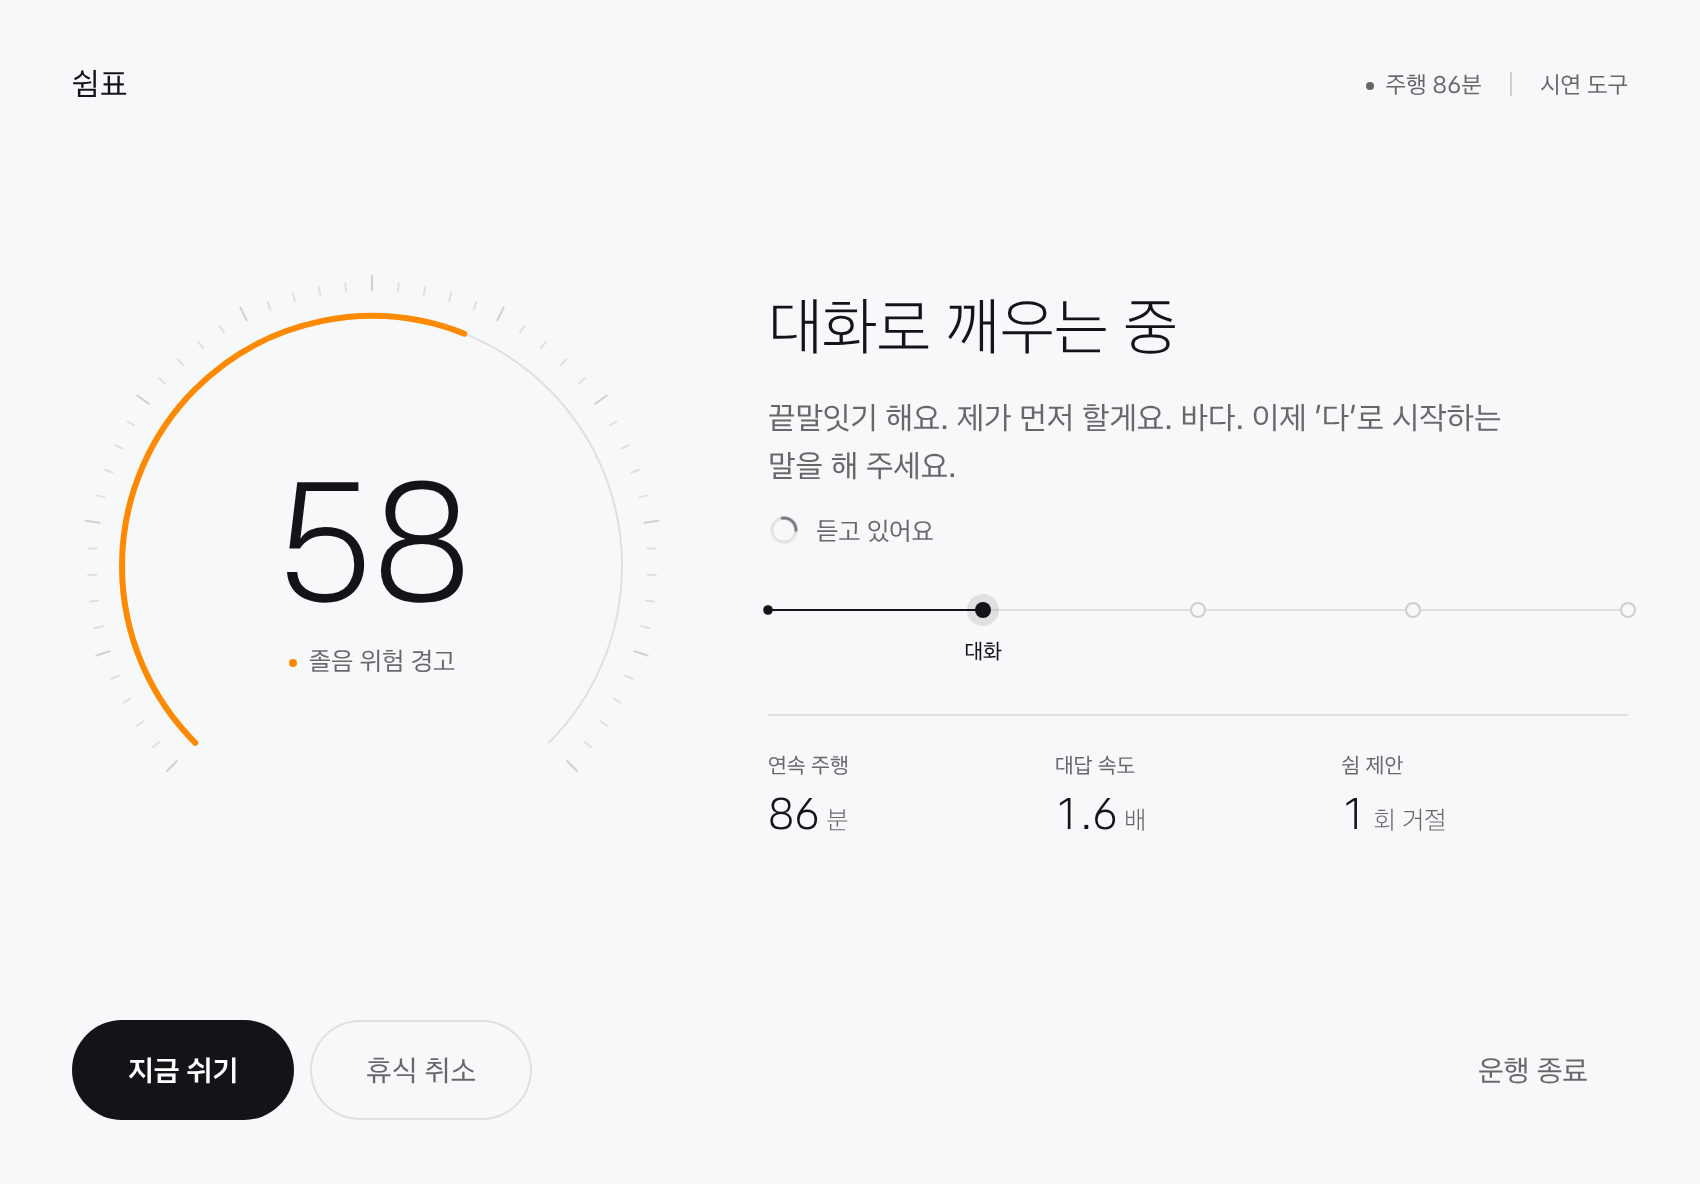 쉼표
주행 86분
시연 도구
58
졸음 위험 경고
대화로 깨우는 중
끝말잇기 해요. 제가 먼저 할게요. 바다. 이제 '다'로 시작하는
말을 해 주세요.
듣고 있어요
대화
연속 주행
86 분
대답 속도
1.6 배
쉼 제안
1 회 거절
지금 쉬기
휴식 취소
운행 종료